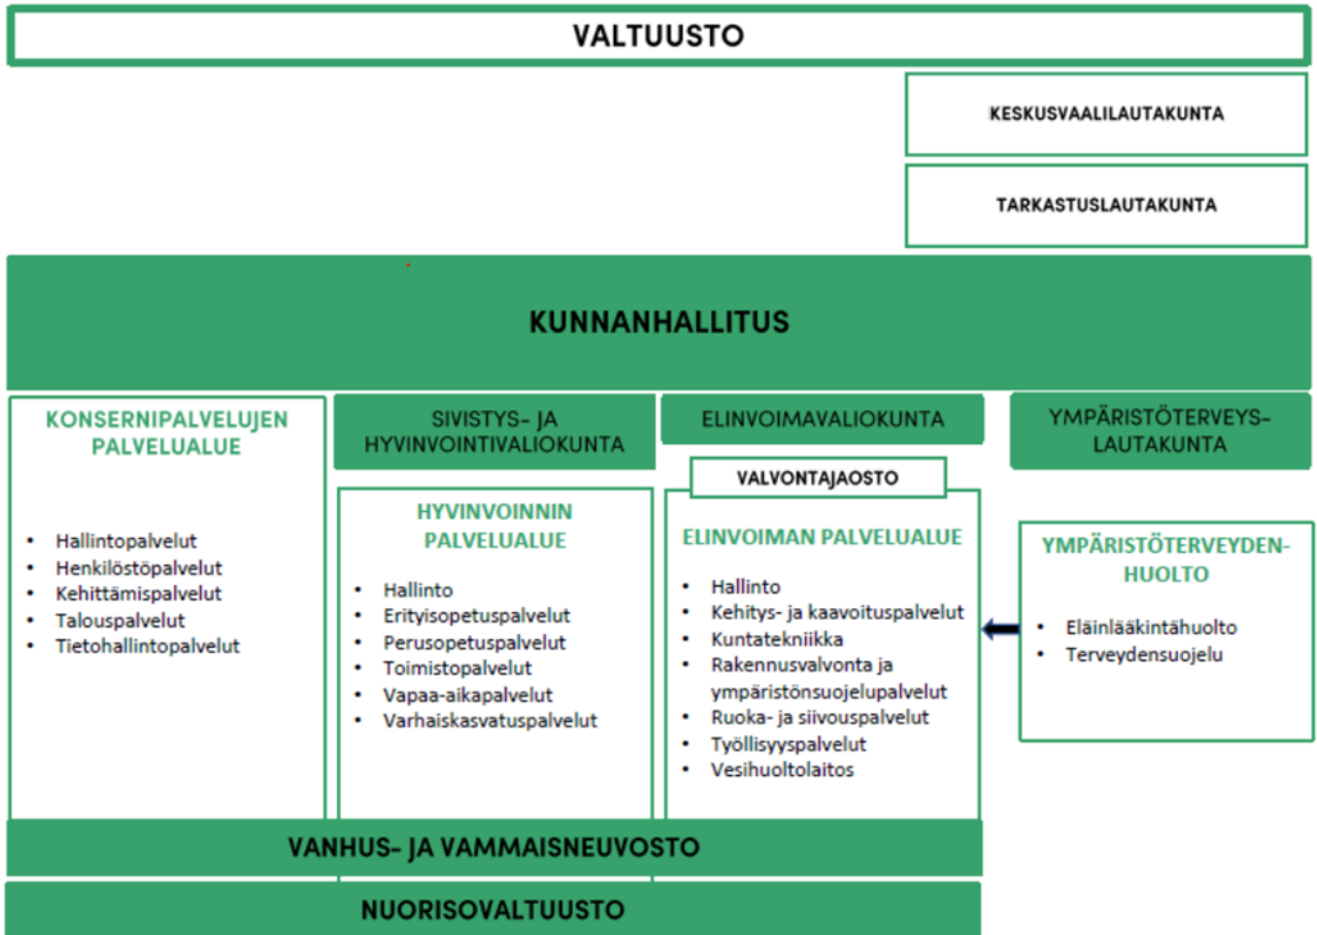 VALTUUSTO
KESKUSVAALILAUTAKUNTA
TARKASTUSLAUTAKUNTA
KUNNANHALLITUS
KONSERNIPALVELUJEN
PALVELUALUE
• Hallintopalvelut
• Henkilöstöpalvelut
• Kehittämispalvelut
• Talouspalvelut
• Tietohallintopalvelut
SIVISTYS- JA
HYVINVOINTIVALIOKUNTA
HYVINVOINNIN
PALVELUALUE
• Hallinto
• Erityisopetuspalvelut
• Perusopetuspalvelut
• Toimistopalvelut
• Vapaa-aikapalvelut
• Varhaiskasvatuspalvelut
ELINVOIMAVALIOKUNTA
VALVONTAJAOSTO
ELINVOIMAN PALVELUALUE
• Hallinto
• Kehitys- ja kaavoituspalvelut
• Kuntatekniikka
• Rakennusvalvonta ja
ympäristönsuojelupalvelut
• Ruoka- ja siivouspalvelut
• Työllisyyspalvelut
• Vesihuoltolaitos
YMPÄRISTÖTERVEYS-
LAUTAKUNTA
YMPÄRISTÖTERVEYDEN-
HUOLTO
• Eläinlääkintähuolto
• Terveydensuojelu
VANHUS- JA VAMMAISNEUVOSTO
NUORISOVALTUUSTO